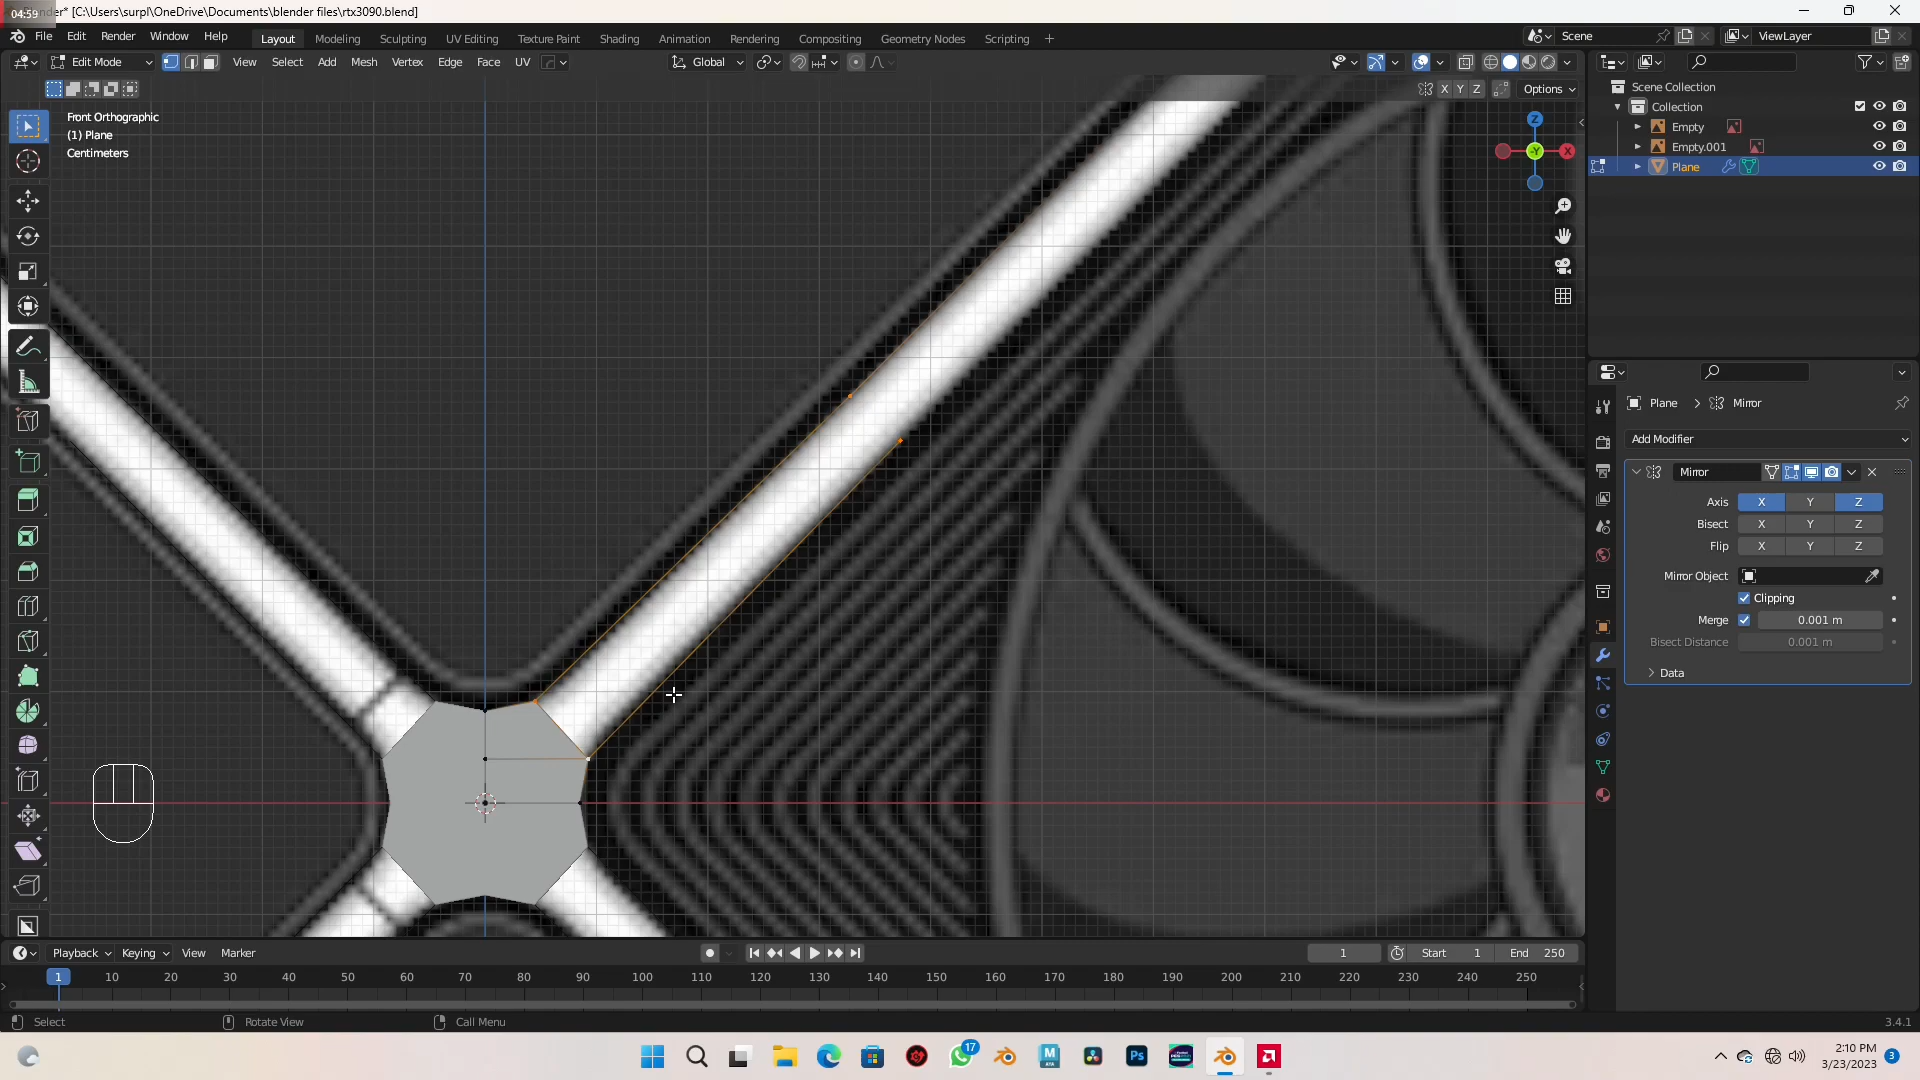 04:59
nder* [C:\Users\surpl\OneDrive\Documents\blender files\rtx3090.blend]
File Edit Render Window Help
Layout Modeling Sculpting UV Editing Texture Paint Shading Animation Rendering Compositing Geometry Nodes Scripting +
Scene
ViewLayer
Edit Mode
View Select Add Mesh Vertex Edge Face UV
Global
X Y Z
Options
Front Orthographic
(1) Plane
Centimeters
Z
-Y
X
Scene Collection
Collection
Empty
Empty.001
Plane
Plane > Mirror
Add Modifier
Mirror
Axis X Y Z
Bisect X Y Z
Flip X Y Z
Mirror Object
Clipping
Merge 0.001 m
Bisect Distance 0.001 m
Data
Playback Keying View Marker
1
Start 1
End 250
1 10 20 30 40 50 60 70 80 90 100 110 120 130 140 150 160 170 180 190 200 210 220 230 240 250
Select
Rotate View
Call Menu
3.4.1
17
M
Ps
2:10 PM
3/23/2023
3